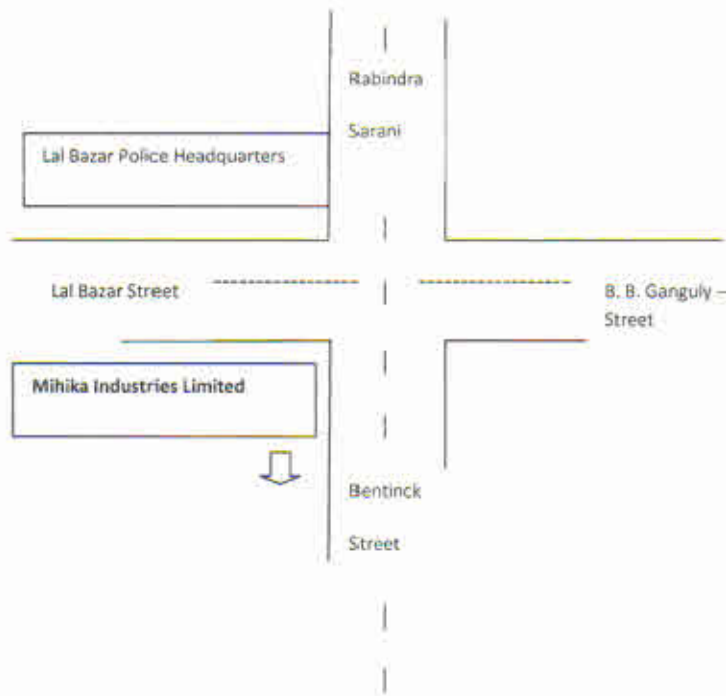 Rabindra
Sarani
Lal Bazar Police Headquarters
Lal Bazar Street
B. B. Ganguly –
Street
Mihika Industries Limited
Bentinck
Street